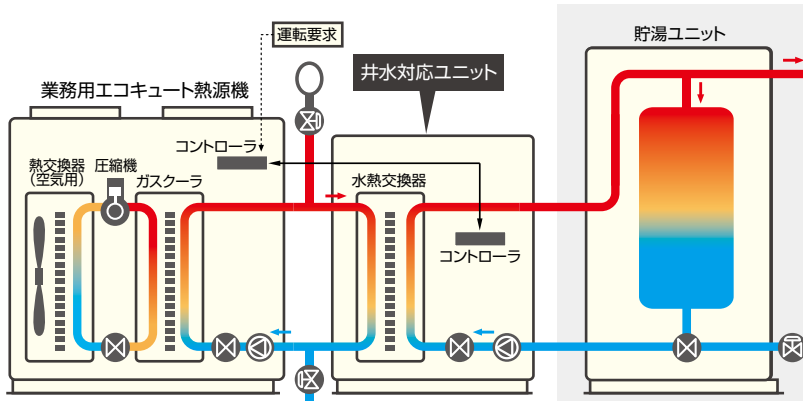 運転要求
貯湯ユニット
井水対応ユニット
業務用エコキュート熱源機
コントローラ
熱交換器
（空気用）
圧縮機
ガスクーラ
水熱交換器
コントローラ